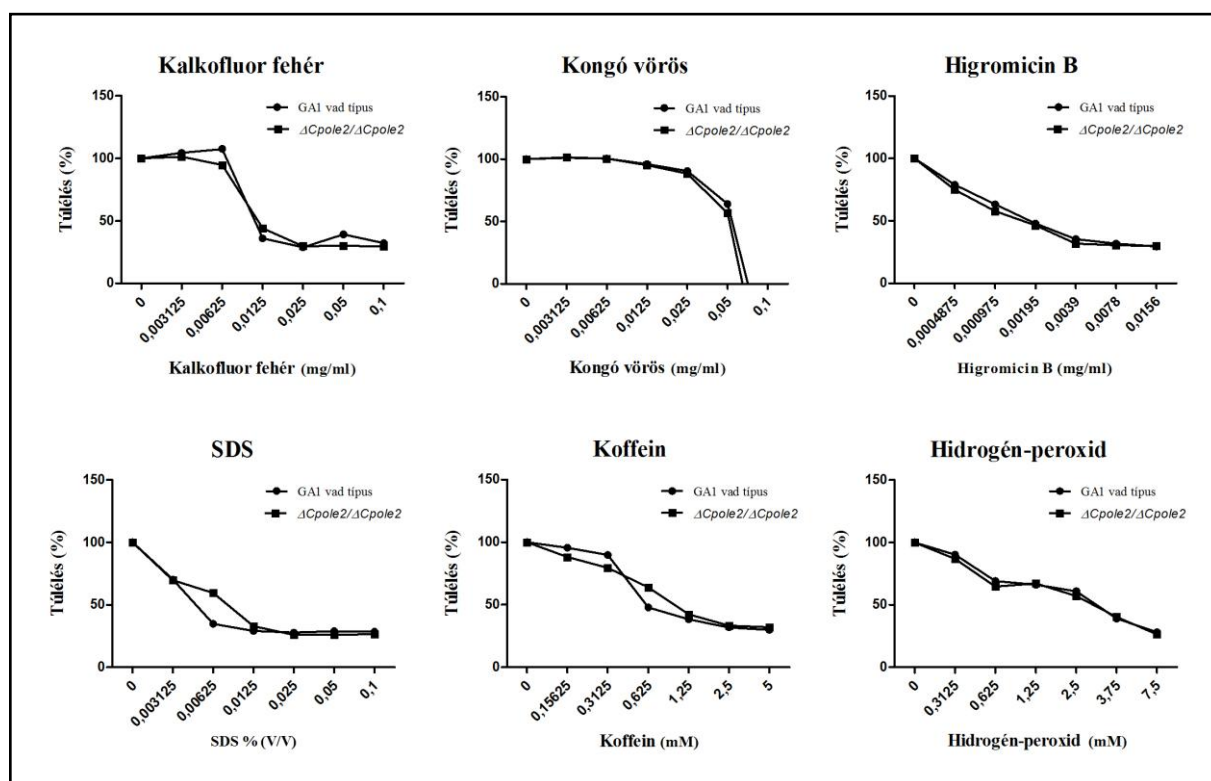 Kalkofluor fehér
150
100
50
0
Túlélés (%)
GA1 vad típus
ΔCpole2/ΔCpole2
0
0,003125
0,00625
0,0125
0,025
0,05
0,1
Kalkofluor fehér (mg/ml)
Kongó vörös
150
100
50
0
Túlélés (%)
GA1 vad típus
ΔCpole2/ΔCpole2
0
0,003125
0,00625
0,0125
0,025
0,05
0,1
Kongó vörös (mg/ml)
Higromicin B
150
100
50
0
Túlélés (%)
GA1 vad típus
ΔCpole2/ΔCpole2
0
0,0004875
0,000975
0,00195
0,0039
0,0078
0,0156
Higromicin B (mg/ml)
SDS
150
100
50
0
Túlélés (%)
GA1 vad típus
ΔCpole2/ΔCpole2
0
0,003125
0,00625
0,0125
0,025
0,05
0,1
SDS % (V/V)
Koffein
150
100
50
0
Túlélés (%)
GA1 vad típus
ΔCpole2/ΔCpole2
0
0,15625
0,3125
0,625
1,25
2,5
5
Koffein (mM)
Hidrogén-peroxid
150
100
50
0
Túlélés (%)
GA1 vad típus
ΔCpole2/ΔCpole2
0
0,3125
0,625
1,25
2,5
3,75
7,5
Hidrogén-peroxid (mM)